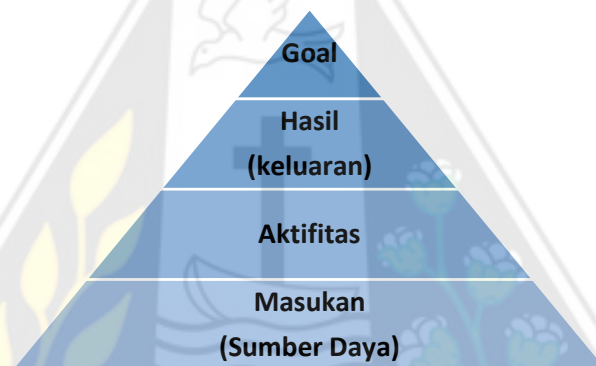 Goal
Hasil
(keluaran)
Aktifitas
Masukan
(Sumber Daya)